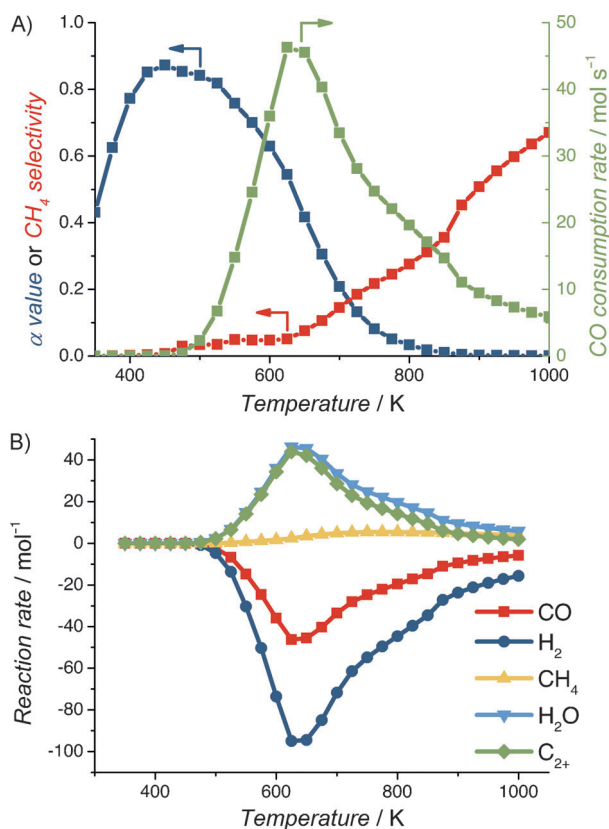 A)
1.0
0.8
0.6
0.4
0.2
0.0
α value or CH₄ selectivity
50
40
30
20
10
0
CO consumption rate / mol s⁻¹
400
600
800
1000
Temperature / K
B)
40
20
0
-20
-40
-60
-80
-100
Reaction rate / mol⁻¹
CO
H₂
CH₄
H₂O
C₂₊
400
600
800
1000
Temperature / K